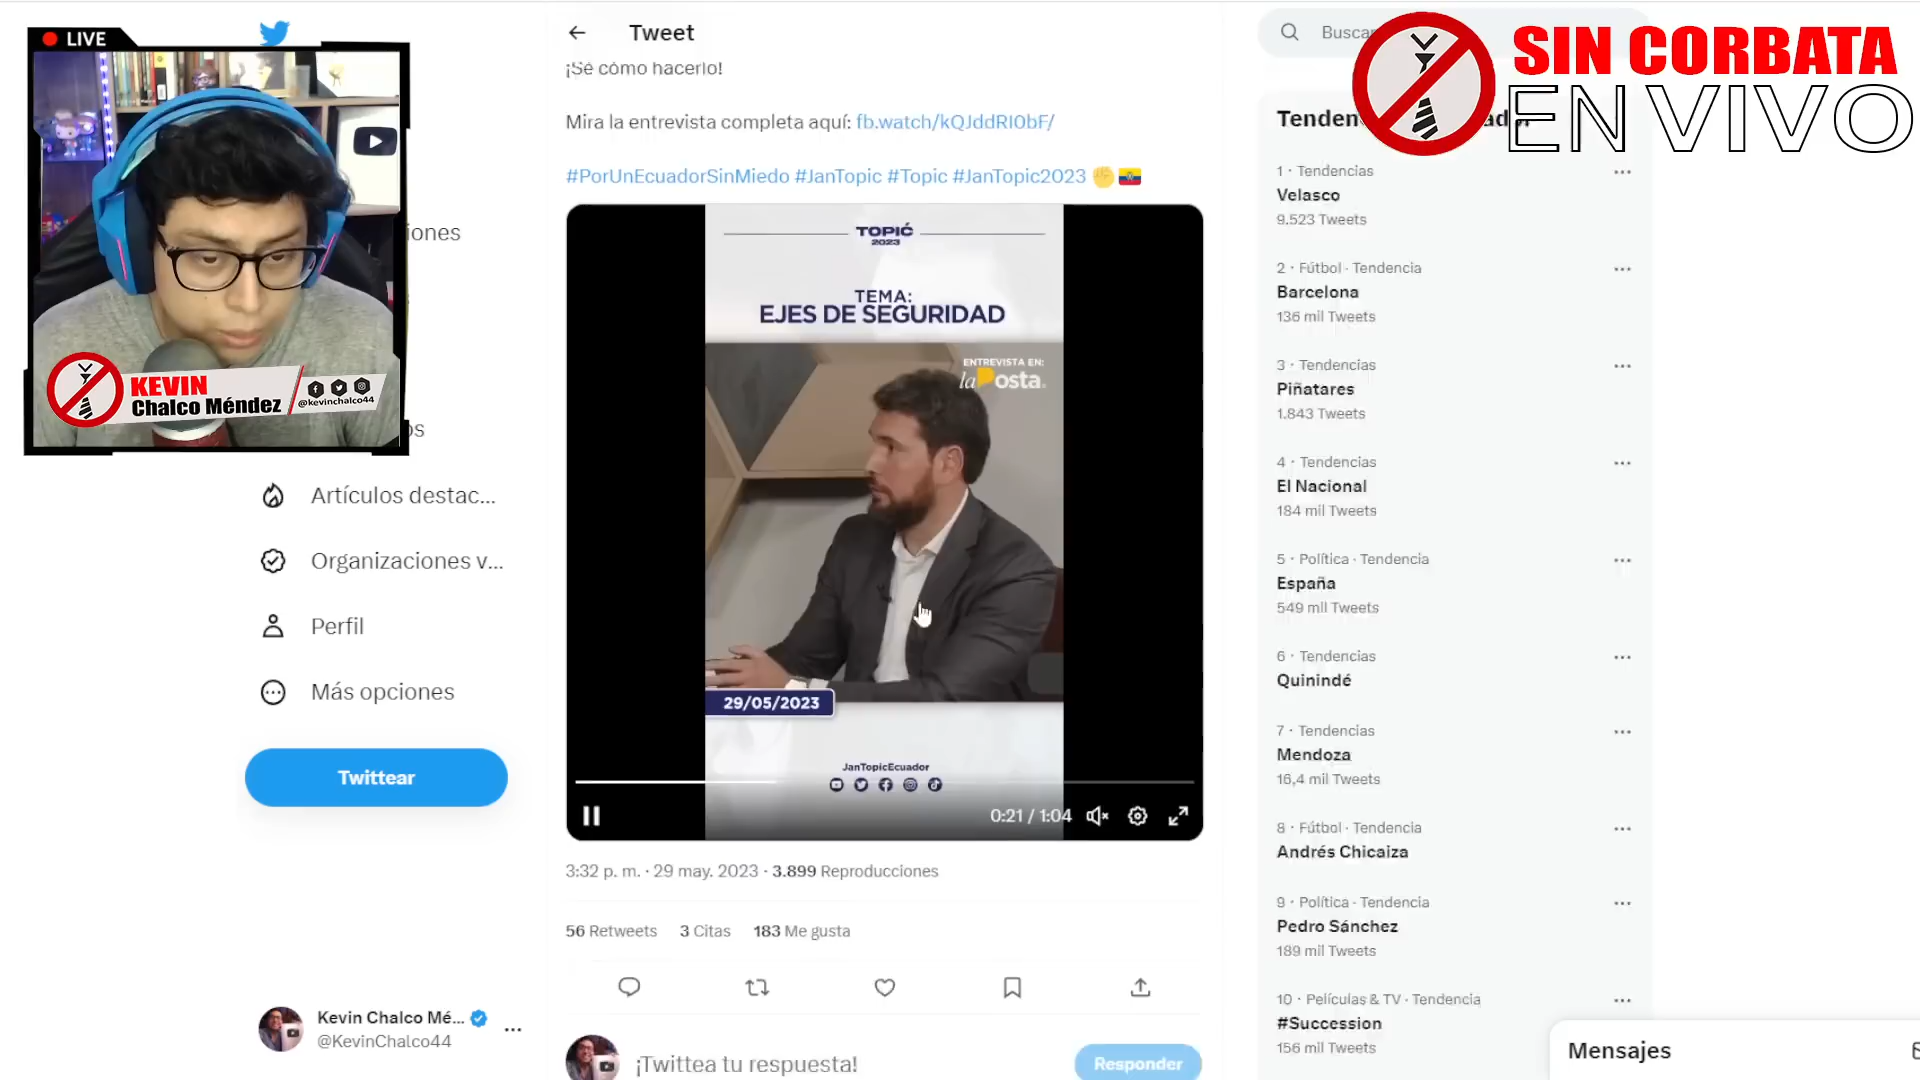 LIVE
KEVIN
Chalco Méndez
@kevinchalco44
iones
os
Artículos destac...
Organizaciones v...
Perfil
Más opciones
Twittear
Kevin Chalco Mé...
@KevinChalco44
Tweet
¡Sé cómo hacerlo!
Mira la entrevista completa aquí: fb.watch/kQJddRI0bF/
#PorUnEcuadorSinMiedo #JanTopic #Topic #JanTopic2023
TOPIĆ
2023
TEMA:
EJES DE SEGURIDAD
ENTREVISTA EN:
la Posta.
29/05/2023
JanTopicEcuador
0:21 / 1:04
3:32 p. m. · 29 may. 2023 · 3.899 Reproducciones
56 Retweets 3 Citas 183 Me gusta
¡Twittea tu respuesta!
Responder
SIN CORBATA
EN VIVO
Busca
Tenden
1 · Tendencias
Velasco
9.523 Tweets
2 · Fútbol · Tendencia
Barcelona
136 mil Tweets
3 · Tendencias
Piñatares
1.843 Tweets
4 · Tendencias
El Nacional
184 mil Tweets
5 · Política · Tendencia
España
549 mil Tweets
6 · Tendencias
Quinindé
7 · Tendencias
Mendoza
16,4 mil Tweets
8 · Fútbol · Tendencia
Andrés Chicaiza
9 · Política · Tendencia
Pedro Sánchez
189 mil Tweets
10 · Películas & TV · Tendencia
#Succession
156 mil Tweets
Mensajes